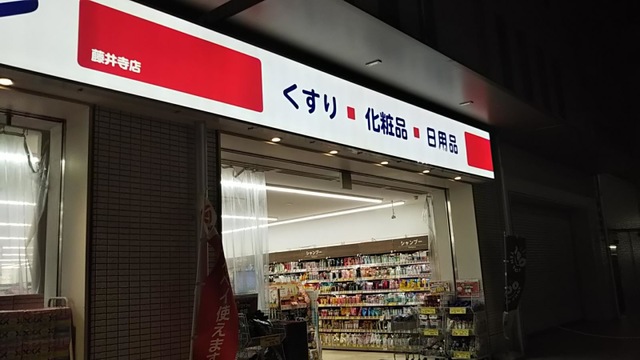 藤井寺店
くすり ■ 化粧品 ■ 日用品
シャンプー
シャンプー
使えます